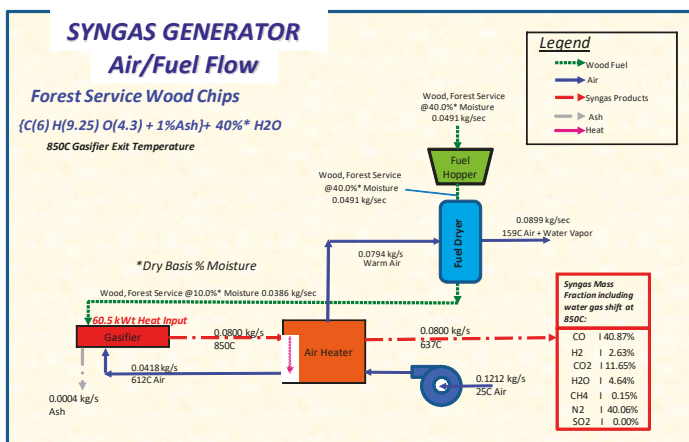 SYNGAS GENERATOR
Air/Fuel Flow
Forest Service Wood Chips
{C(6) H(9.25) O(4.3) + 1%Ash}+ 40%* H2O
850C Gasifier Exit Temperature
Legend
Wood Fuel
Air
Syngas Products
Ash
Heat
Wood, Forest Service
@40.0%* Moisture
0.0491 kg/sec
Fuel
Hopper
Wood, Forest Service
@40.0%* Moisture
0.0491 kg/sec
Fuel Dryer
0.0899 kg/sec
159C Air + Water Vapor
0.0794 kg/s
Warm Air
*Dry Basis % Moisture
Wood, Forest Service @10.0%* Moisture 0.0386 kg/sec
60.5 kWt Heat Input
Gasifier
0.0800 kg/s
850C
Air Heater
0.0800 kg/s
637C
0.0418 kg/s
612C Air
0.1212 kg/s
25C Air
0.0004 kg/s
Ash
Syngas Mass
Fraction including
water gas shift at
850C:
CO I 40.87%
H2 I 2.63%
CO2 I 11.65%
H2O I 4.64%
CH4 I 0.15%
N2 I 40.06%
SO2 I 0.00%